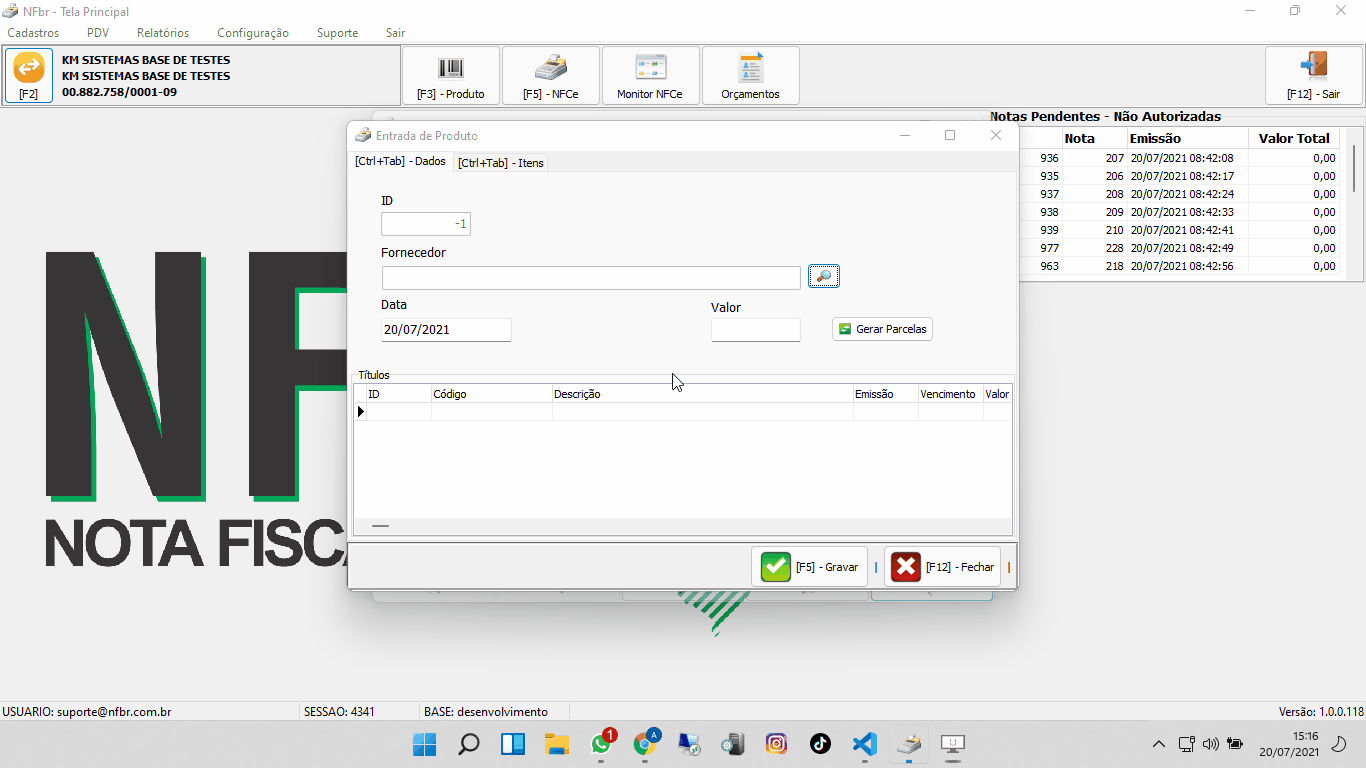 NFbr - Tela Principal
Cadastros PDV Relatórios Configuração Suporte Sair
[F2]
KM SISTEMAS BASE DE TESTES
KM SISTEMAS BASE DE TESTES
00.882.758/0001-09
[F3] - Produto
[F5] - NFCe
Monitor NFCe
Orçamentos
[F12] - Sair
Notas Pendentes - Não Autorizadas
Nota Emissão Valor Total
936 207 20/07/2021 08:42:08 0,00
935 206 20/07/2021 08:42:17 0,00
937 208 20/07/2021 08:42:24 0,00
938 209 20/07/2021 08:42:33 0,00
939 210 20/07/2021 08:42:41 0,00
977 228 20/07/2021 08:42:49 0,00
963 218 20/07/2021 08:42:56 0,00
Entrada de Produto
[Ctrl+Tab] - Dados [Ctrl+Tab] - Itens
ID
-1
Fornecedor
Data Valor
20/07/2021
Gerar Parcelas
Títulos
ID Código Descrição Emissão Vencimento Valor
[F5] - Gravar
[F12] - Fechar
NF
NOTA FISCA
USUARIO: suporte@nfbr.com.br SESSAO: 4341 BASE: desenvolvimento Versão: 1.0.0.118
1
A
15:16
20/07/2021